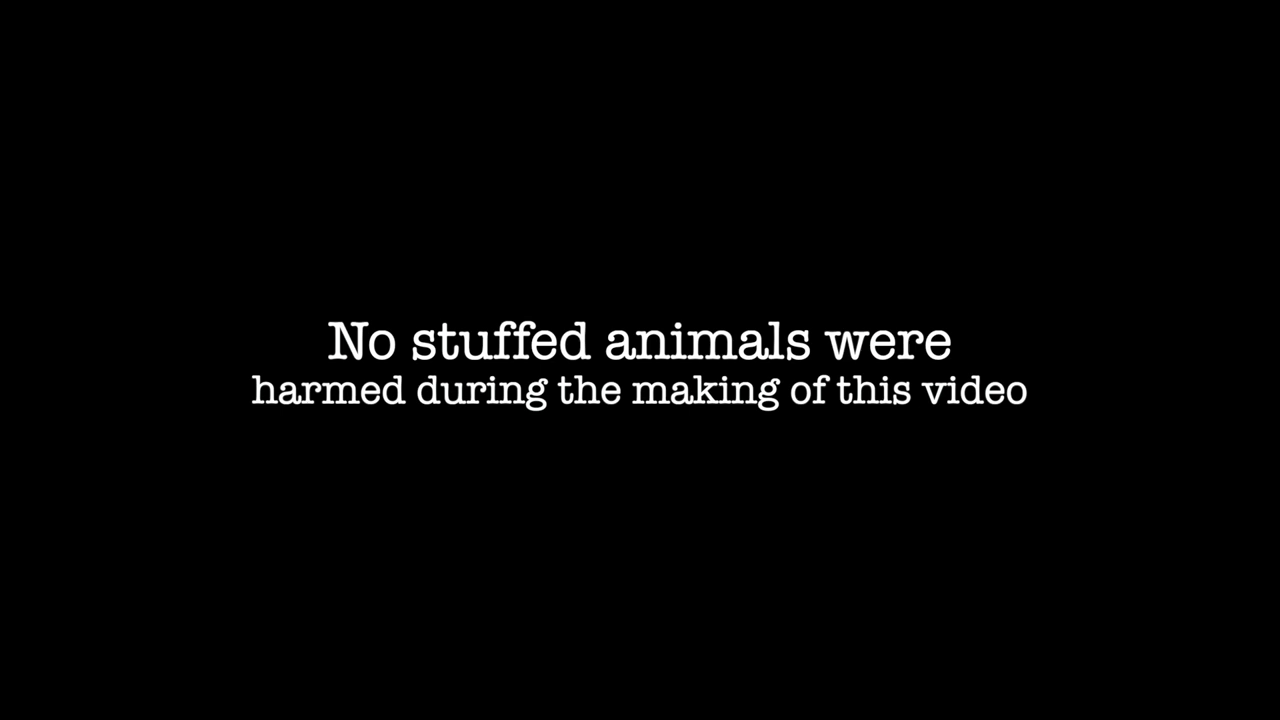 No stuffed animals were
harmed during the making of this video